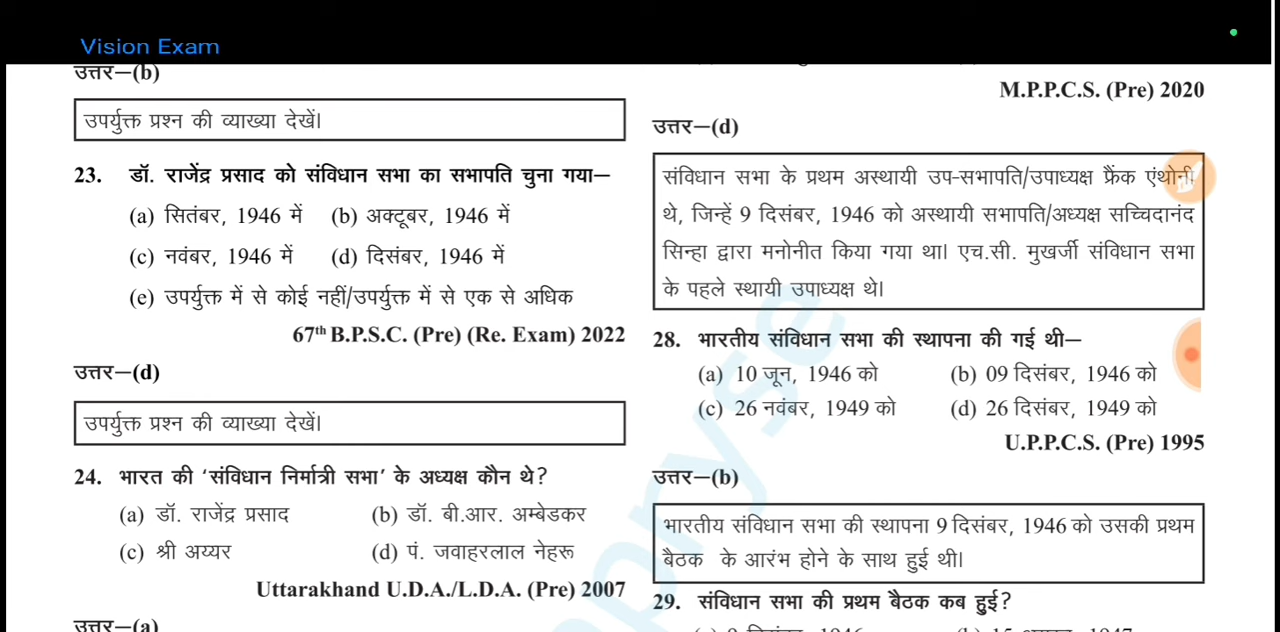 Vision Exam
उत्तर–(b)
उपर्युक्त प्रश्न की व्याख्या देखें।
23. डॉ. राजेंद्र प्रसाद को संविधान सभा का सभापति चुना गया–
(a) सितंबर, 1946 में (b) अक्टूबर, 1946 में
(c) नवंबर, 1946 में (d) दिसंबर, 1946 में
(e) उपर्युक्त में से कोई नहीं/उपर्युक्त में से एक से अधिक
67th B.P.S.C. (Pre) (Re. Exam) 2022
उत्तर–(d)
उपर्युक्त प्रश्न की व्याख्या देखें।
24. भारत की ‘संविधान निर्मात्री सभा’ के अध्यक्ष कौन थे?
(a) डॉ. राजेंद्र प्रसाद (b) डॉ. बी.आर. अम्बेडकर
(c) श्री अय्यर (d) पं. जवाहरलाल नेहरू
Uttarakhand U.D.A./L.D.A. (Pre) 2007
उत्तर–(a)
M.P.P.C.S. (Pre) 2020
उत्तर–(d)
संविधान सभा के प्रथम अस्थायी उप-सभापति/उपाध्यक्ष फ्रैंक एंथोनी
थे, जिन्हें 9 दिसंबर, 1946 को अस्थायी सभापति/अध्यक्ष सच्चिदानंद
सिन्हा द्वारा मनोनीत किया गया था। एच.सी. मुखर्जी संविधान सभा
के पहले स्थायी उपाध्यक्ष थे।
28. भारतीय संविधान सभा की स्थापना की गई थी–
(a) 10 जून, 1946 को (b) 09 दिसंबर, 1946 को
(c) 26 नवंबर, 1949 को (d) 26 दिसंबर, 1949 को
U.P.P.C.S. (Pre) 1995
उत्तर–(b)
भारतीय संविधान सभा की स्थापना 9 दिसंबर, 1946 को उसकी प्रथम
बैठक के आरंभ होने के साथ हुई थी।
29. संविधान सभा की प्रथम बैठक कब हुई?